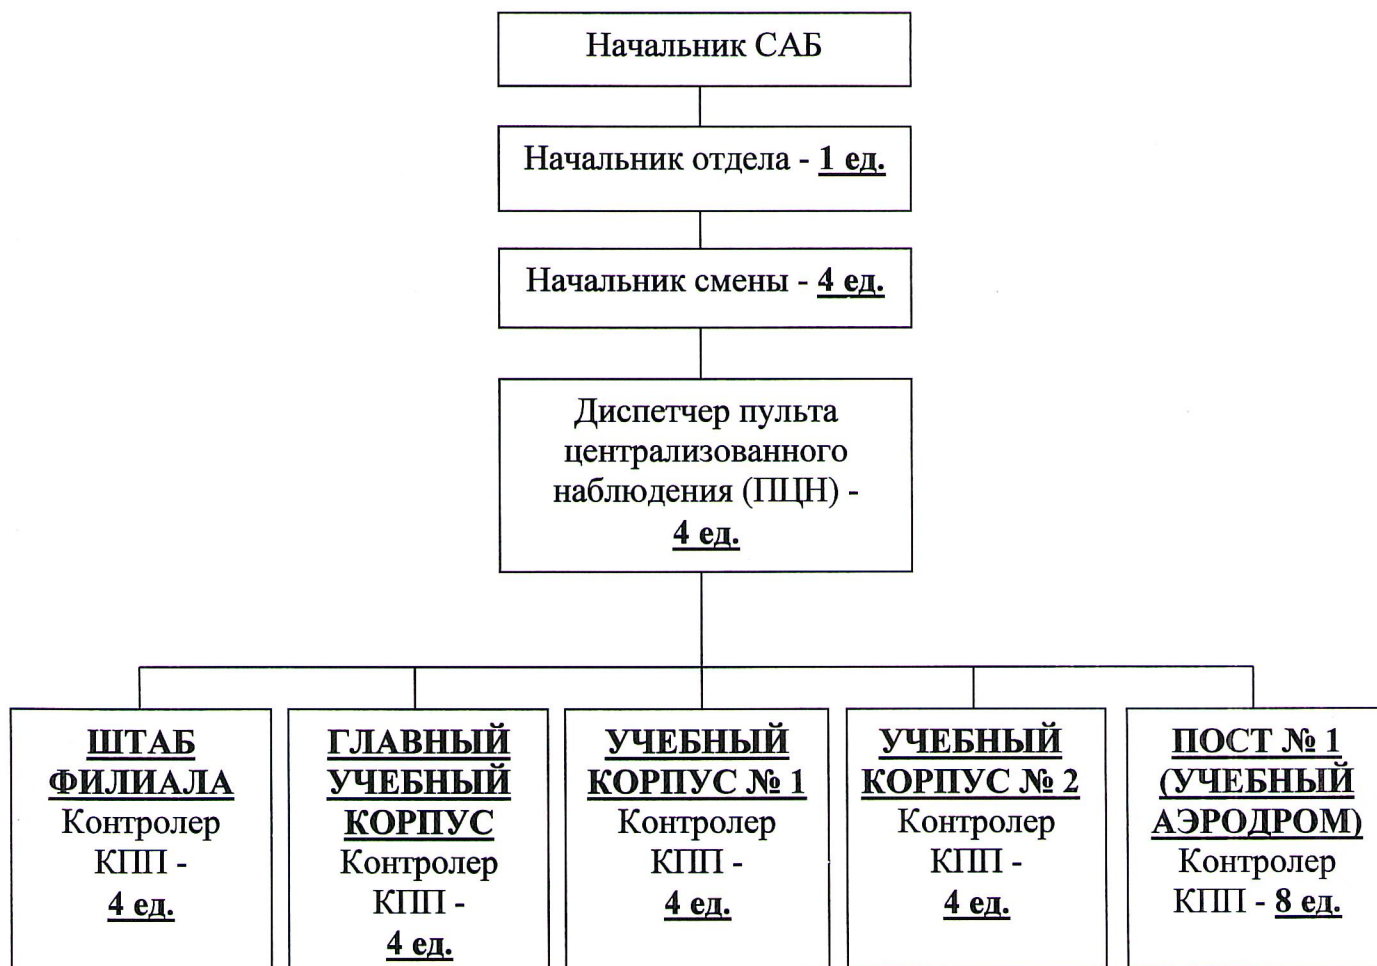 Начальник САБ
Начальник отдела - 1 ед.
Начальник смены - 4 ед.
Диспетчер пульта
централизованного
наблюдения (ПЦН) -
4 ед.
ШТАБ
ФИЛИАЛА
Контролер
КПП -
4 ед.
ГЛАВНЫЙ
УЧЕБНЫЙ
КОРПУС
Контролер
КПП -
4 ед.
УЧЕБНЫЙ
КОРПУС № 1
Контролер
КПП -
4 ед.
УЧЕБНЫЙ
КОРПУС № 2
Контролер
КПП -
4 ед.
ПОСТ № 1
(УЧЕБНЫЙ
АЭРОДРОМ)
Контролер
КПП - 8 ед.